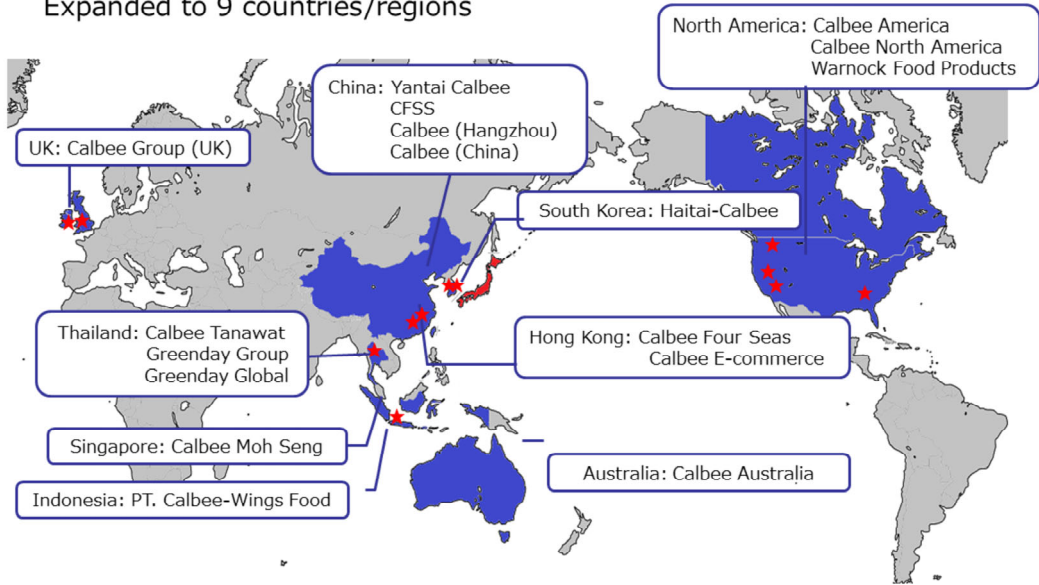 Expanded to 9 countries/regions
North America: Calbee America
Calbee North America
Warnock Food Products
China: Yantai Calbee
CFSS
Calbee (Hangzhou)
Calbee (China)
UK: Calbee Group (UK)
South Korea: Haitai-Calbee
Thailand: Calbee Tanawat
Greenday Group
Greenday Global
Hong Kong: Calbee Four Seas
Calbee E-commerce
Singapore: Calbee Moh Seng
Australia: Calbee Australia
Indonesia: PT. Calbee-Wings Food